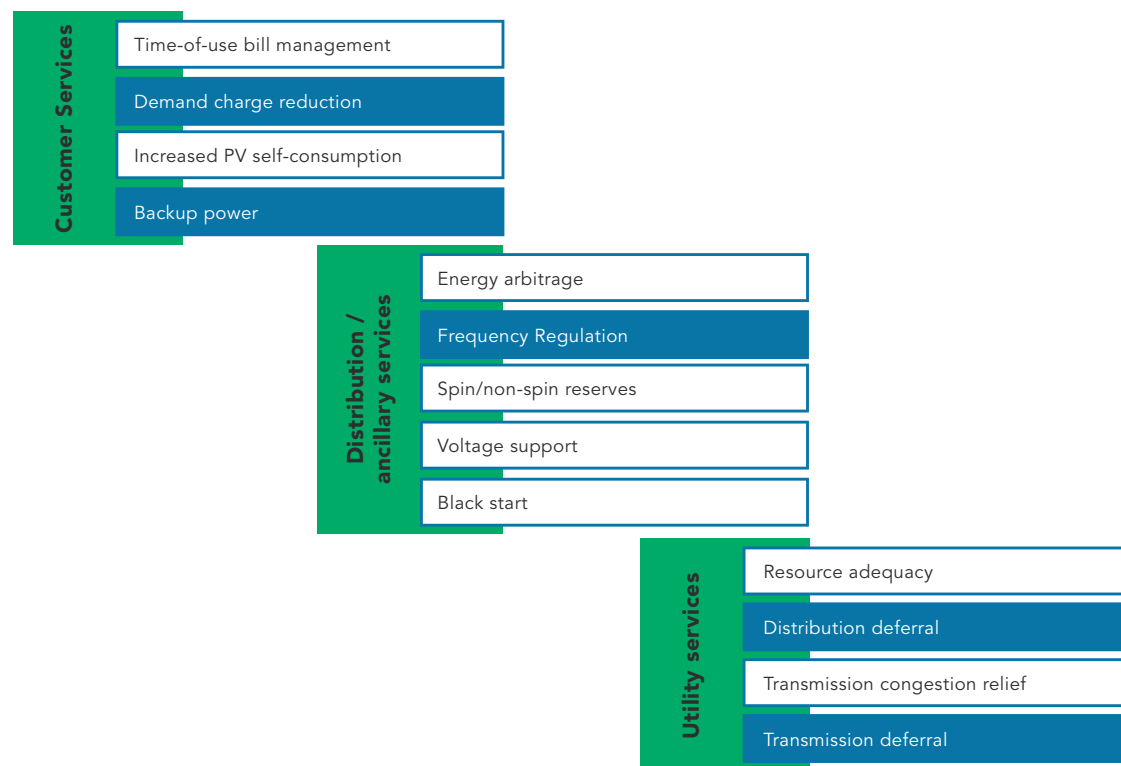 Customer Services
Time-of-use bill management
Demand charge reduction
Increased PV self-consumption
Backup power
Distribution /
ancillary services
Energy arbitrage
Frequency Regulation
Spin/non-spin reserves
Voltage support
Black start
Utility services
Resource adequacy
Distribution deferral
Transmission congestion relief
Transmission deferral